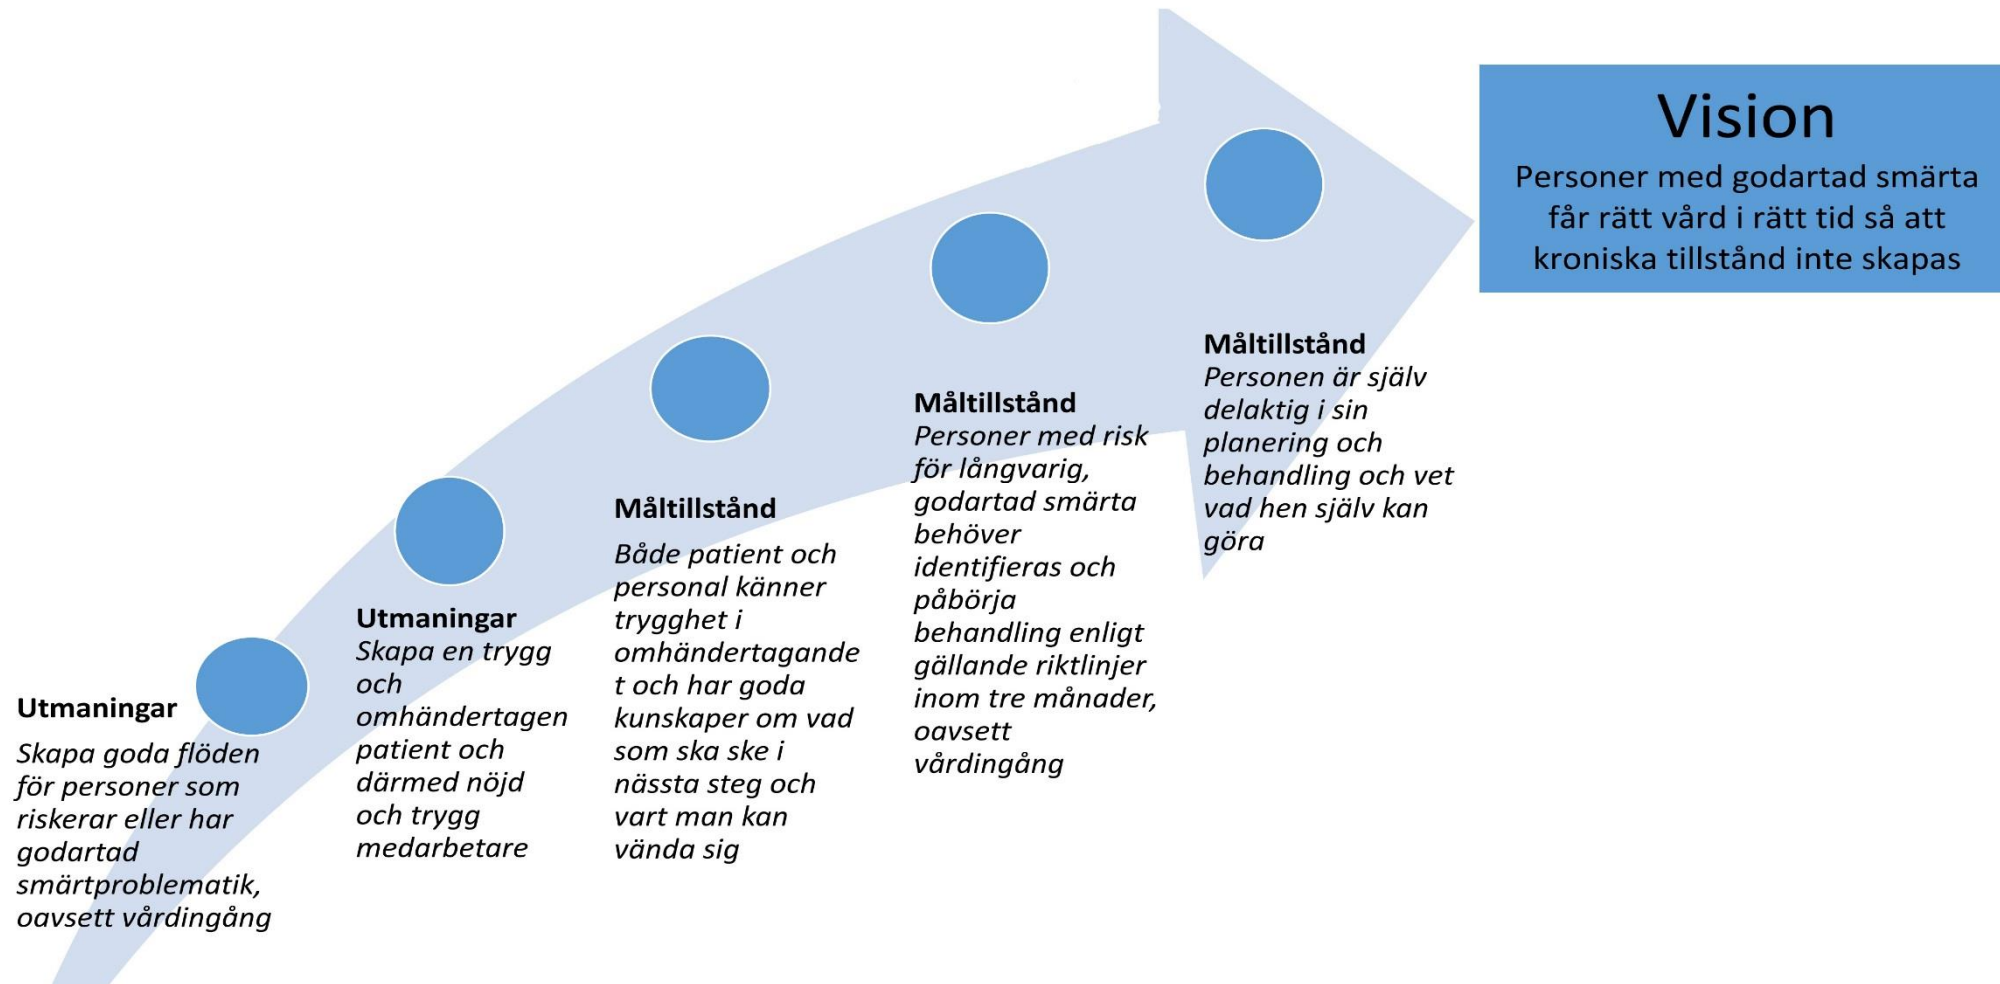 Utmaningar
Skapa goda flöden
för personer som
riskerar eller har
godartad
smärtproblematik,
oavsett vårdingång
Utmaningar
Skapa en trygg
och
omhändertagen
patient och
därmed nöjd
och trygg
medarbetare
Måltillstånd
Både patient och
personal känner
trygghet i
omhändertagande
t och har goda
kunskaper om vad
som ska ske i
nässta steg och
vart man kan
vända sig
Måltillstånd
Personer med risk
för långvarig,
godartad smärta
behöver
identifieras och
påbörja
behandling enligt
gällande riktlinjer
inom tre månader,
oavsett
vårdingång
Måltillstånd
Personen är själv
delaktig i sin
planering och
behandling och vet
vad hen själv kan
göra
Vision
Personer med godartad smärta
får rätt vård i rätt tid så att
kroniska tillstånd inte skapas